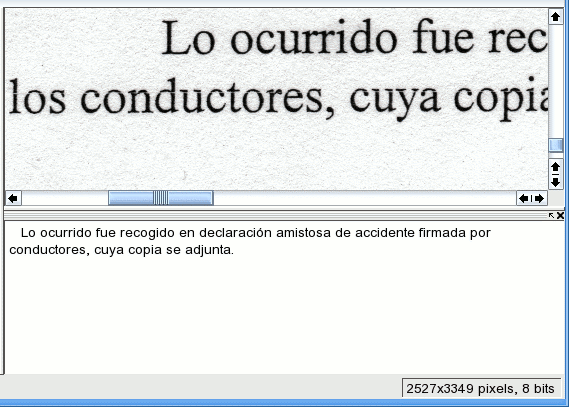 Lo ocurrido fue rec
los conductores, cuya copia
Lo ocurrido fue recogido en declaración amistosa de accidente firmada por
conductores, cuya copia se adjunta.
2527x3349 pixels, 8 bits